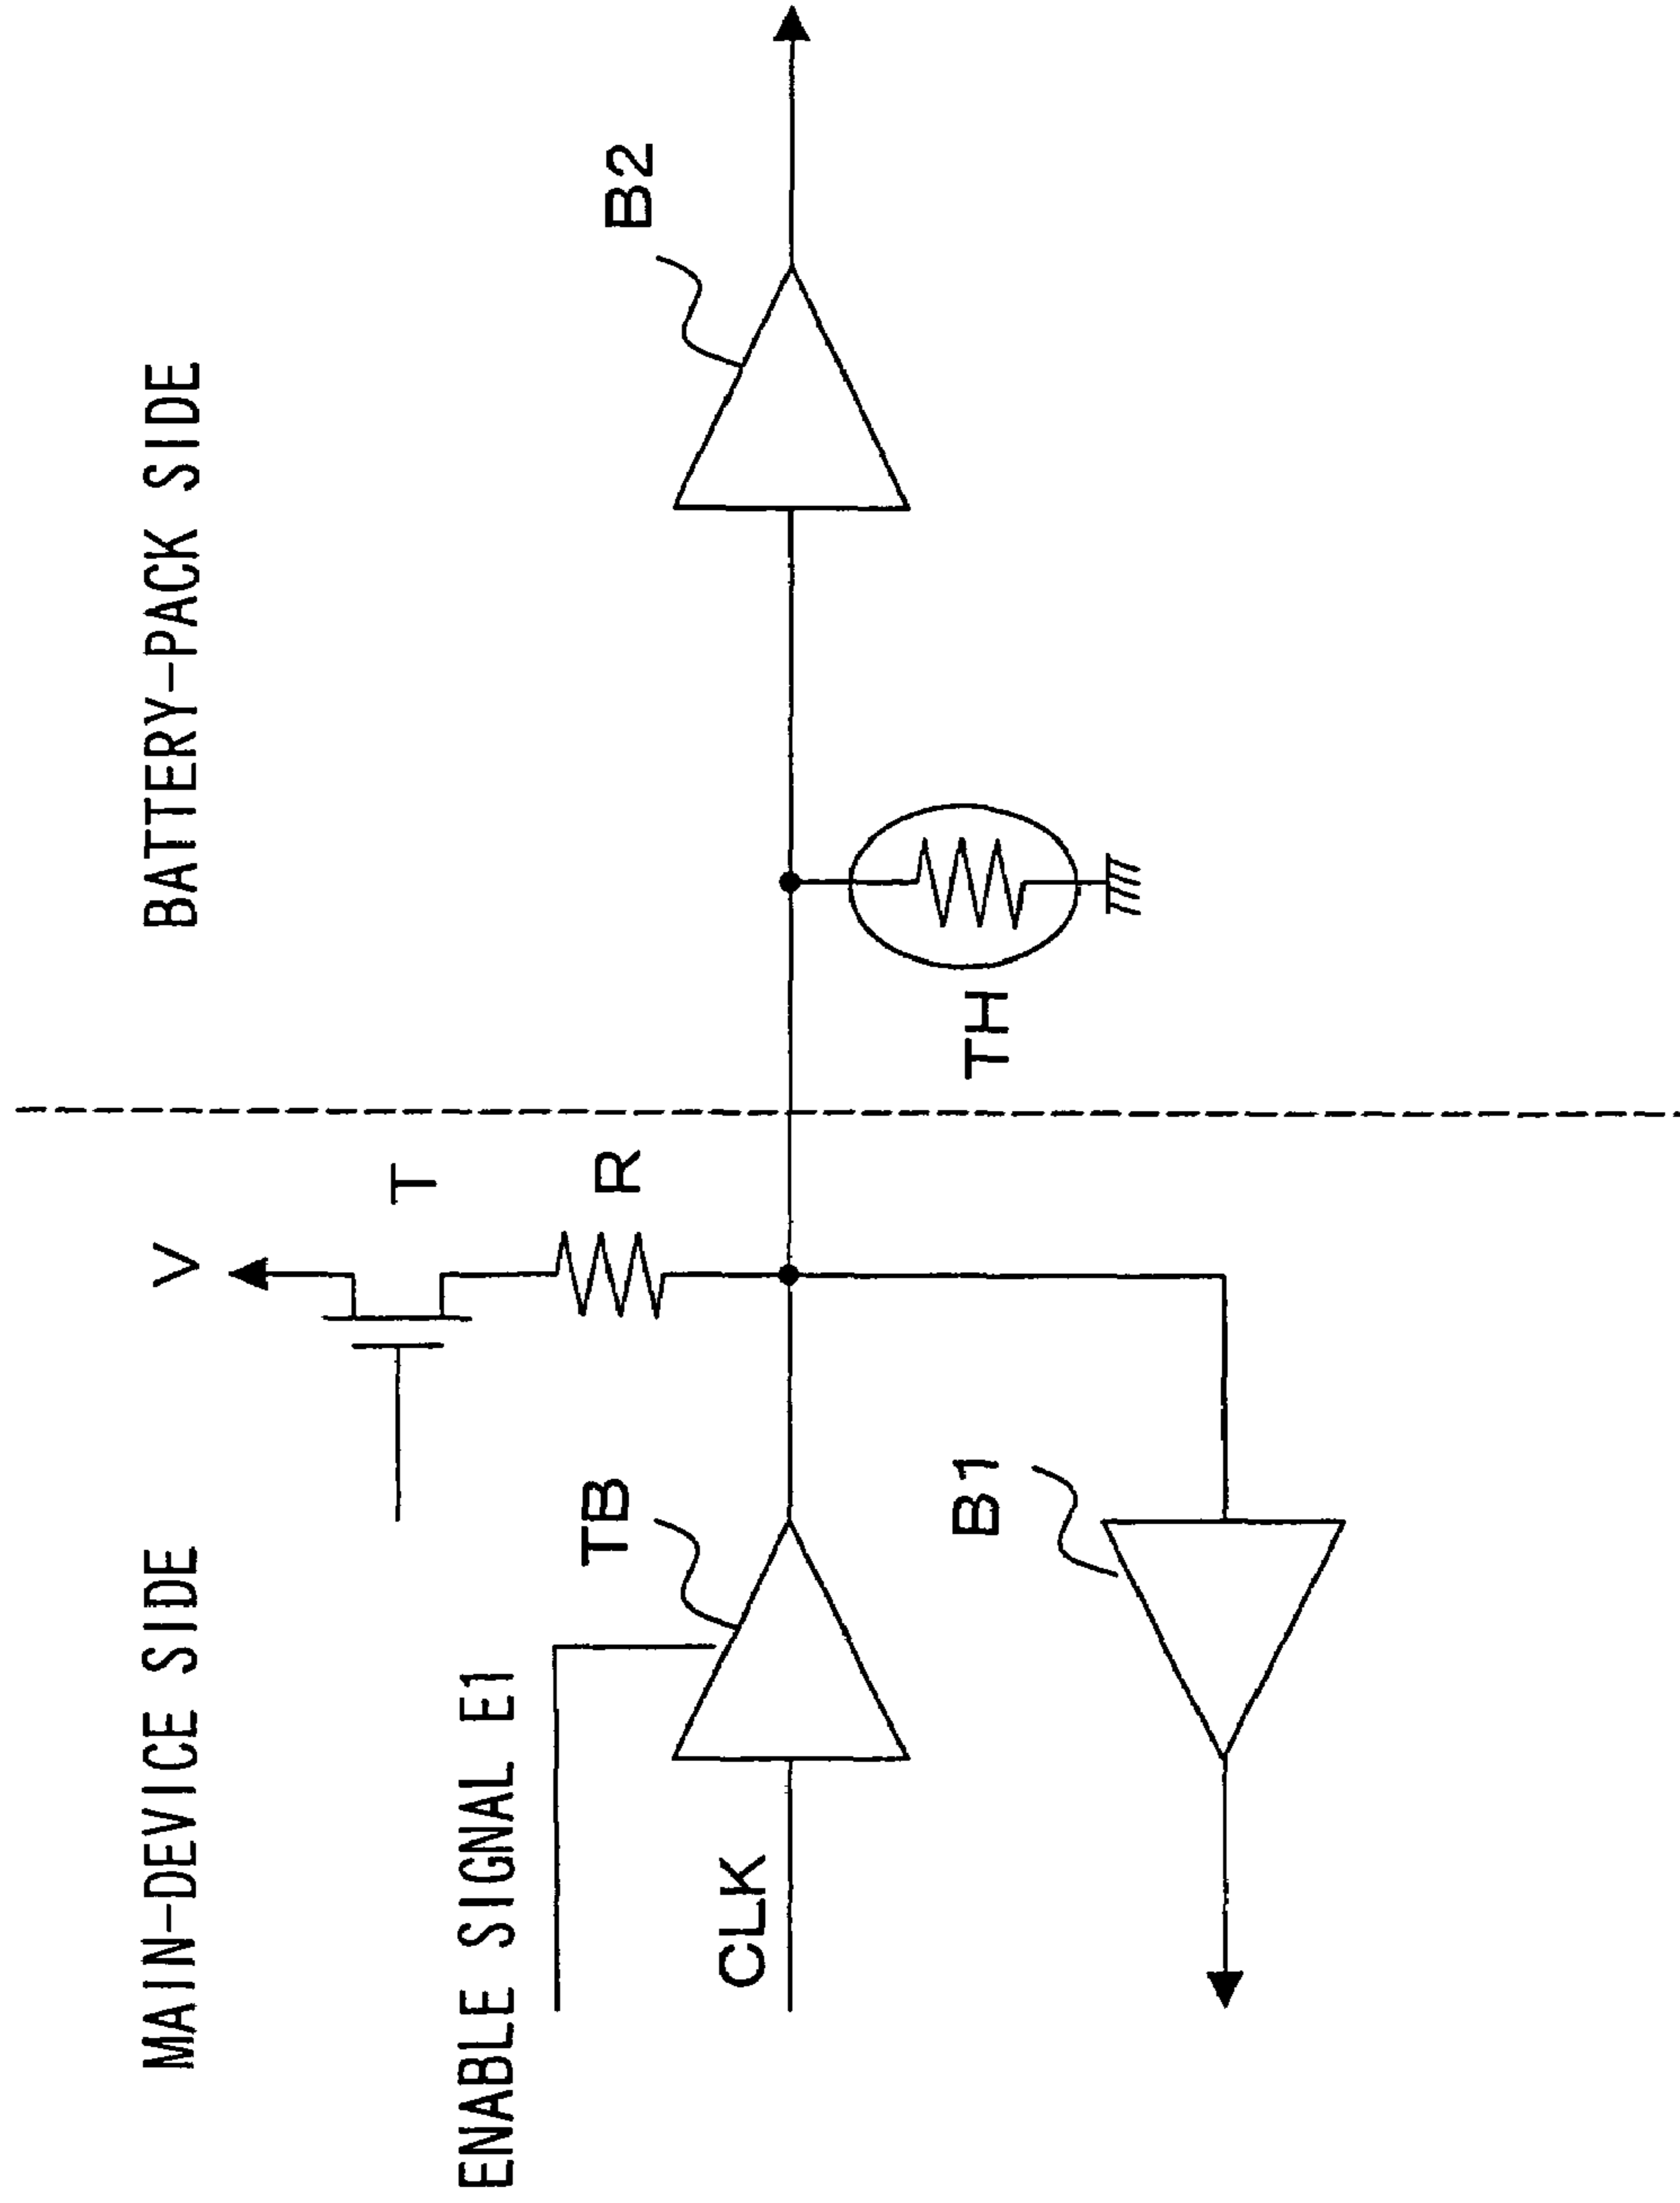 MAIN-DEVICE SIDE
BATTERY-PACK SIDE
V
T
ENABLE SIGNAL E1
TB
R
B2
CLK
B1
TH